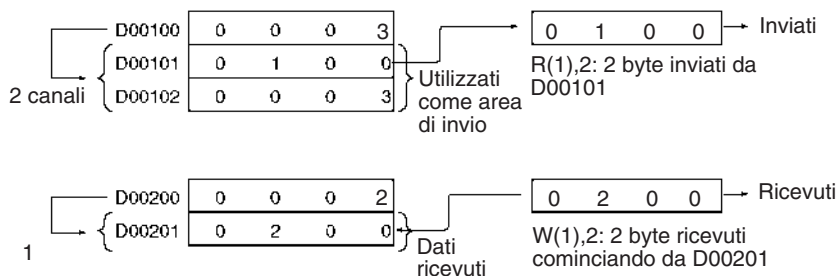 D00100 0 0 0 3
D00101 0 1 0 0
D00102 0 0 0 3
2 canali
Utilizzati
come area
di invio
0 1 0 0
Inviati
R(1),2: 2 byte inviati da
D00101
D00200 0 0 0 2
D00201 0 2 0 0
1
Dati
ricevuti
0 2 0 0
Ricevuti
W(1),2: 2 byte ricevuti
cominciando da D00201